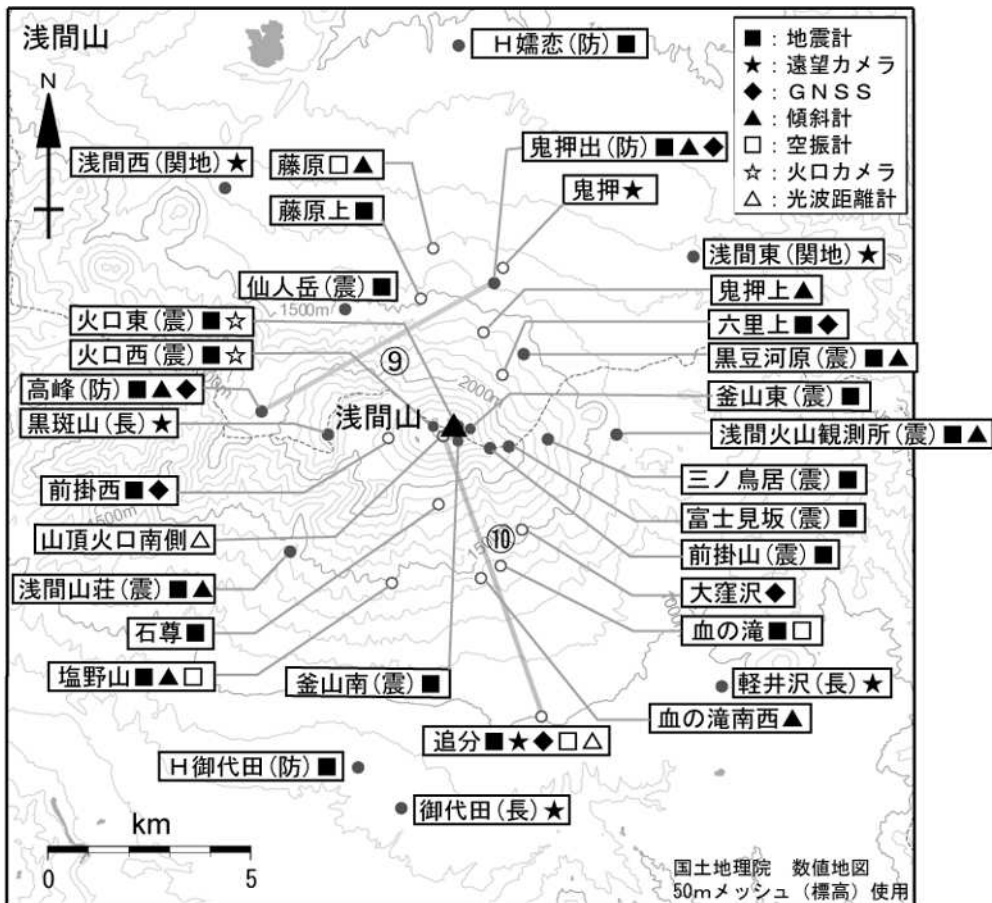 浅間山
N
H嬬恋(防)■
■：地震計
★：遠望カメラ
◆：GNSS
▲：傾斜計
□：空振計
☆：火口カメラ
△：光波距離計
浅間西(関地)★
藤原□▲
鬼押出(防)■▲◆
鬼押★
藤原上■
浅間東(関地)★
仙人岳(震)■
1500m
鬼押上▲
火口東(震)■☆
六里上■◆
火口西(震)■☆
⑨
2000m
黒豆河原(震)■▲
高峰(防)■▲◆
釜山東(震)■
黒斑山(長)★
浅間山
浅間火山観測所(震)■▲
前掛西■◆
三ノ鳥居(震)■
1500m
富士見坂(震)■
山頂火口南側△
⑩
前掛山(震)■
浅間山荘(震)■▲
大窪沢◆
石尊■
血の滝■□
塩野山■▲□
釜山南(震)■
軽井沢(長)★
血の滝南西▲
追分■★◆□△
H御代田(防)■
御代田(長)★
km
0 5
国土地理院 数値地図
50mメッシュ(標高)使用